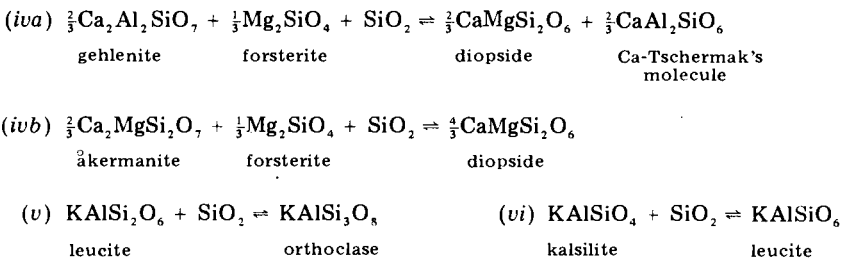 (iva) ⅔Ca₂Al₂SiO₇ + ⅓Mg₂SiO₄ + SiO₂ ⇌ ⅔CaMgSi₂O₆ + ⅔CaAl₂SiO₆
gehlenite forsterite diopside Ca-Tschermak's
molecule
(ivb) ⅔Ca₂MgSi₂O₇ + ⅓Mg₂SiO₄ + SiO₂ ⇌ 4/3CaMgSi₂O₆
åkermanite forsterite diopside
(v) KAlSi₂O₆ + SiO₂ ⇌ KAlSi₃O₈ (vi) KAlSiO₄ + SiO₂ ⇌ KAlSiO₆
leucite orthoclase kalsilite leucite